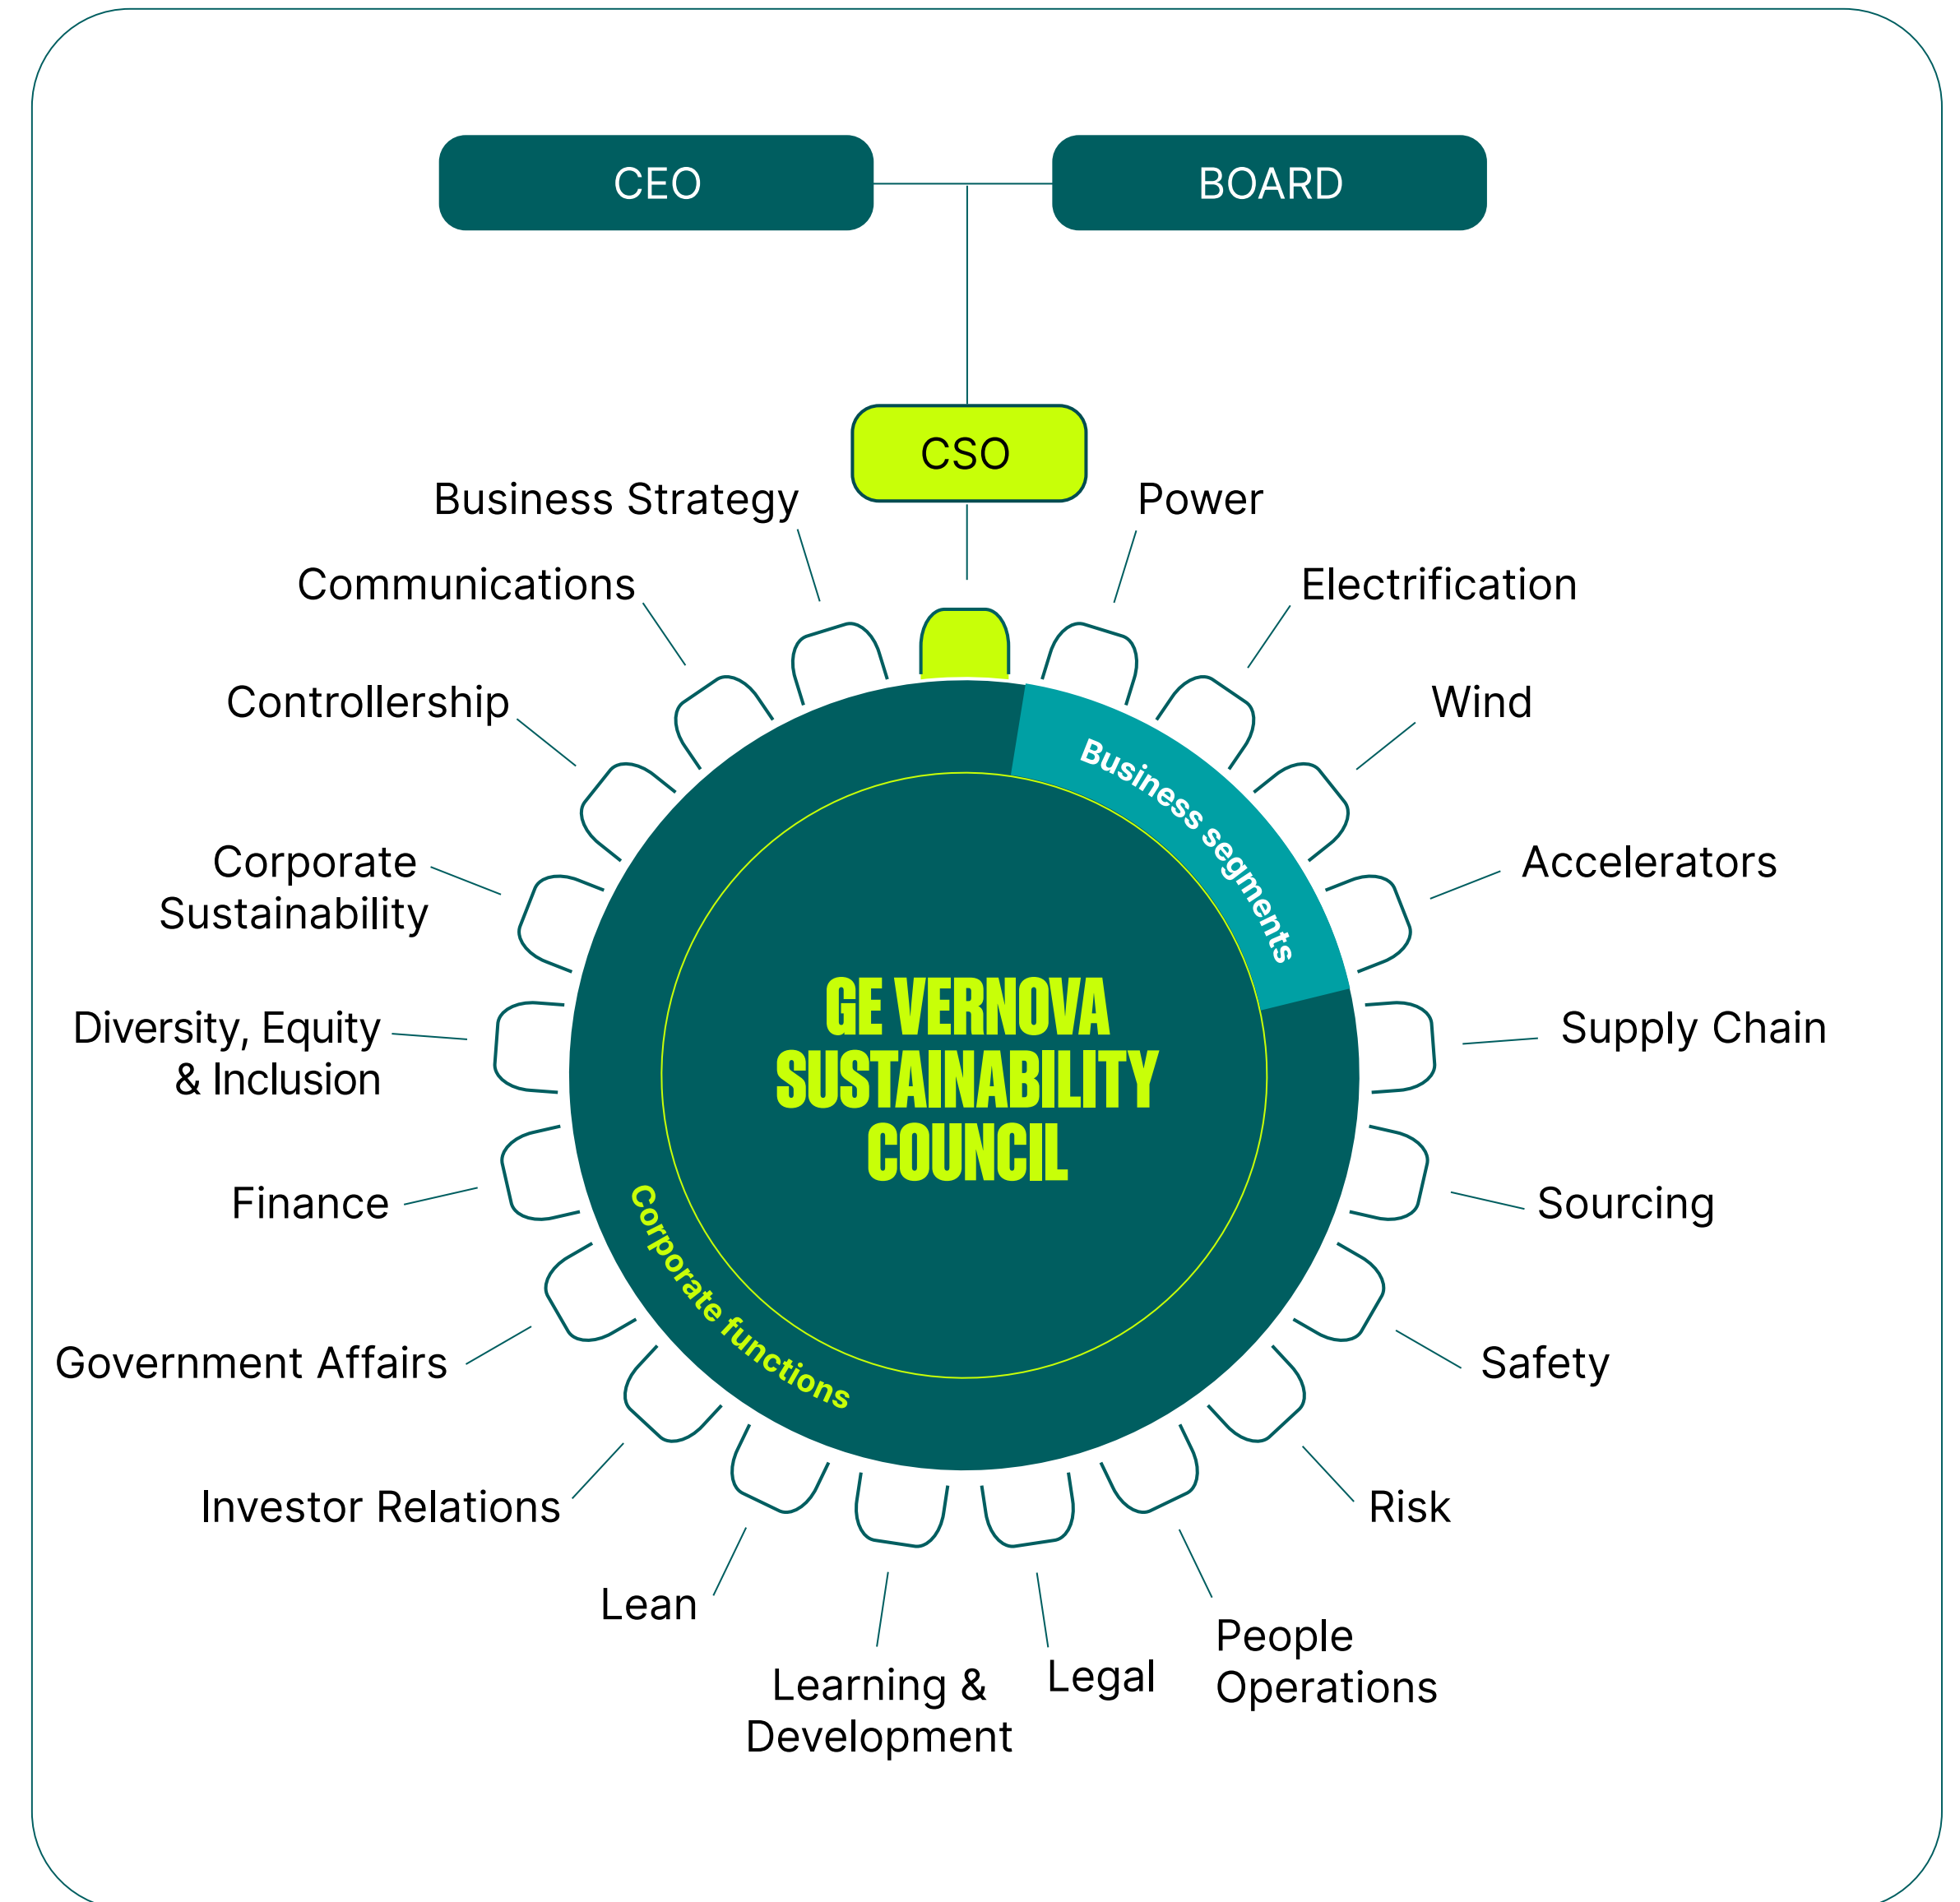 CEO
BOARD
CSO
Business Strategy
Power
Communications
Electrification
Controllership
Wind
Business segments
Corporate
Sustainability
Accelerators
GE VERNOVA
SUSTAINABILITY
COUNCIL
Diversity, Equity
& Inclusion
Supply Chain
Finance
Sourcing
Corporate functions
Government Affairs
Safety
Investor Relations
Risk
Lean
People
Operations
Learning &
Development
Legal